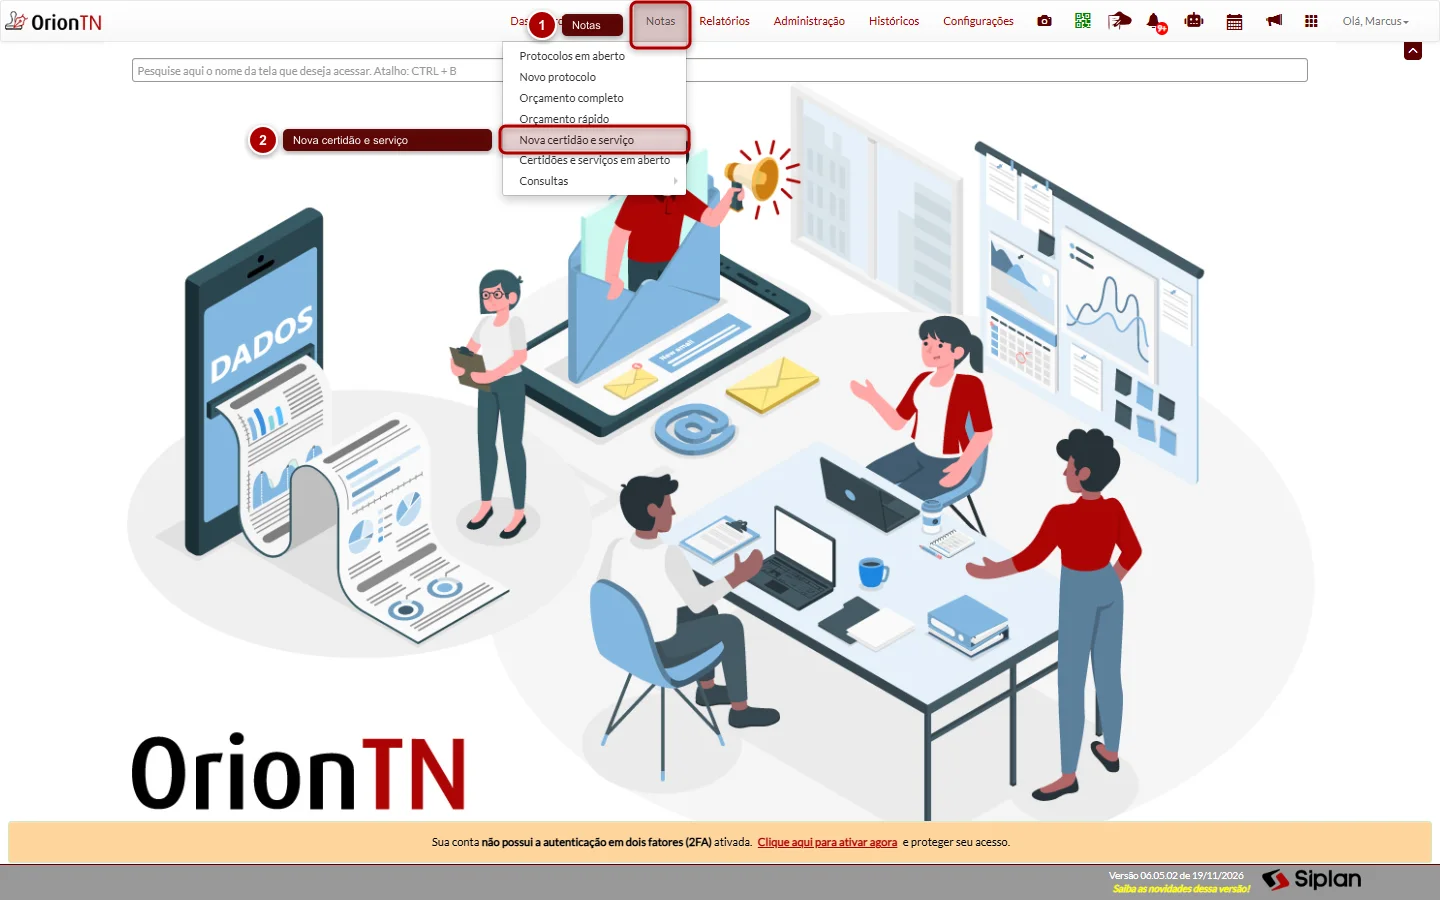 OrionTN
Das
1
Notas
Notas
Relatórios
Administração
Históricos
Configurações
9+
Olá, Marcus
Pesquise aqui o nome da tela que deseja acessar. Atalho: CTRL + B
Protocolos em aberto
Novo protocolo
Orçamento completo
Orçamento rápido
2
Nova certidão e serviço
Nova certidão e serviço
Certidões e serviços em aberto
Consultas
DADOS
New email
@
OrionTN
Sua conta não possui a autenticação em dois fatores (2FA) ativada. Clique aqui para ativar agora e proteger seu acesso.
Versão 06.05.02 de 19/11/2026
Saiba as novidades dessa versão!
Siplan